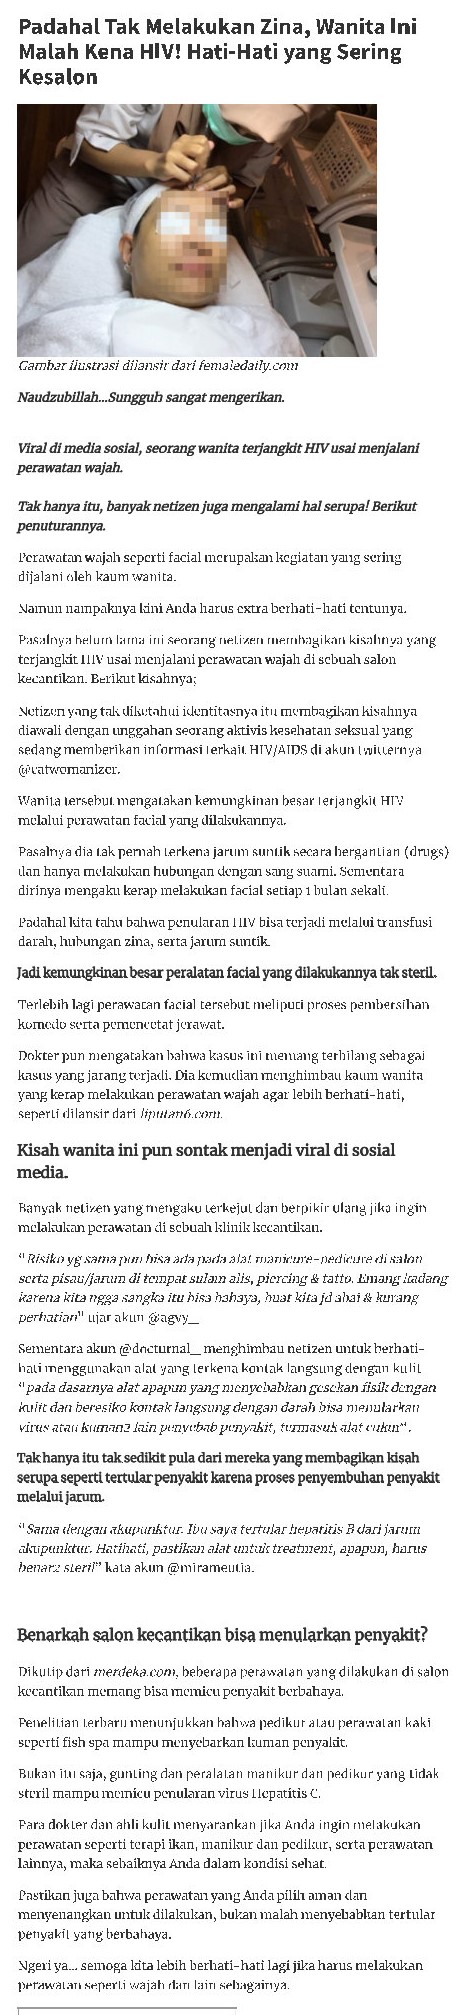 Padahal Tak Melakukan Zina, Wanita Ini
Malah Kena HIV! Hati-Hati yang Sering
Kesalon
Gambar ilustrasi dilansir dari femaledaily.com
Naudzubillah...Sungguh sangat mengerikan.
Viral di media sosial, seorang wanita terjangkit HIV usai menjalani
perawatan wajah.
Tak hanya itu, banyak netizen juga mengalami hal serupa! Berikut
penuturannya.
Perawatan wajah seperti facial merupakan kegiatan yang sering
dijalani oleh kaum wanita.
Namun nampaknya kini Anda harus extra berhati-hati tentunya.
Pasalnya belum lama ini seorang netizen membagikan kisahnya yang
terjangkit HIV usai menjalani perawatan wajah di sebuah salon
kecantikan. Berikut kisahnya;
Netizen yang tak diketahui identitasnya itu membagikan kisahnya
diawali dengan unggahan seorang aktivis kesehatan seksual yang
sedang memberikan informasi terkait HIV/AIDS di akun twitternya
@catwomanizer.
Wanita tersebut mengatakan kemungkinan besar terjangkit HIV
melalui perawatan facial yang dilakukannya.
Pasalnya dia tak pernah terkena jarum suntik secara bergantian (drugs)
dan hanya melakukan hubungan dengan sang suami. Sementara
dirinya mengaku kerap melakukan facial setiap 1 bulan sekali.
Padahal kita tahu bahwa penularan HIV bisa terjadi melalui transfusi
darah, hubungan zina, serta jarum suntik.
Jadi kemungkinan besar peralatan facial yang dilakukannya tak steril.
Terlebih lagi perawatan facial tersebut meliputi proses pembersihan
komedo serta pemencetat jerawat.
Dokter pun mengatakan bahwa kasus ini memang terbilang sebagai
kasus yang jarang terjadi. Dia kemudian menghimbau kaum wanita
yang kerap melakukan perawatan wajah agar lebih berhati-hati,
seperti dilansir dari liputan6.com.
Kisah wanita ini pun sontak menjadi viral di sosial
media.
Banyak netizen yang mengaku terkejut dan berpikir ulang jika ingin
melakukan perawatan di sebuah klinik kecantikan.
"Risiko yg sama pun bisa ada pada alat manicure-pedicure di salon
serta pisau/jarum di tempat sulam alis, piercing & tatto. Emang kadang
karena kita ngga sangka itu bisa bahaya, buat kita jd abai & kurang
perhatian" ujar akun @agvy_
Sementara akun @docturnal_ menghimbau netizen untuk berhati-
hati menggunakan alat yang terkena kontak langsung dengan kulit
"pada dasarnya alat apapun yang menyebabkan gesekan fisik dengan
kulit dan beresiko kontak langsung dengan darah bisa menularkan
virus atau kuman2 lain penyebab penyakit, termasuk alat cukur".
Tak hanya itu tak sedikit pula dari mereka yang membagikan kisah
serupa seperti tertular penyakit karena proses penyembuhan penyakit
melalui jarum.
"Sama dengan akupunktur. Ibu saya tertular hepatitis B dari jarum
akupunktur. Hatihati, pastikan alat untuk treatment, apapun, harus
benar2 steril" kata akun @mirameutia.
Benarkah salon kecantikan bisa menularkan penyakit?
Dikutip dari merdeka.com, beberapa perawatan yang dilakukan di salon
kecantikan memang bisa memicu penyakit berbahaya.
Penelitian terbaru menunjukkan bahwa pedikur atau perawatan kaki
seperti fish spa mampu menyebarkan kuman penyakit.
Bukan itu saja, gunting dan peralatan manikur dan pedikur yang tidak
steril mampu memicu penularan virus Hepatitis C.
Para dokter dan ahli kulit menyarankan jika Anda ingin melakukan
perawatan seperti terapi ikan, manikur dan pedikur, serta perawatan
lainnya, maka sebaiknya Anda dalam kondisi sehat.
Pastikan juga bahwa perawatan yang Anda pilih aman dan
menyenangkan untuk dilakukan, bukan malah menyebabkan tertular
penyakit yang berbahaya.
Ngeri ya... semoga kita lebih berhati-hati lagi jika harus melakukan
perawatan seperti wajah dan lain sebagainya.